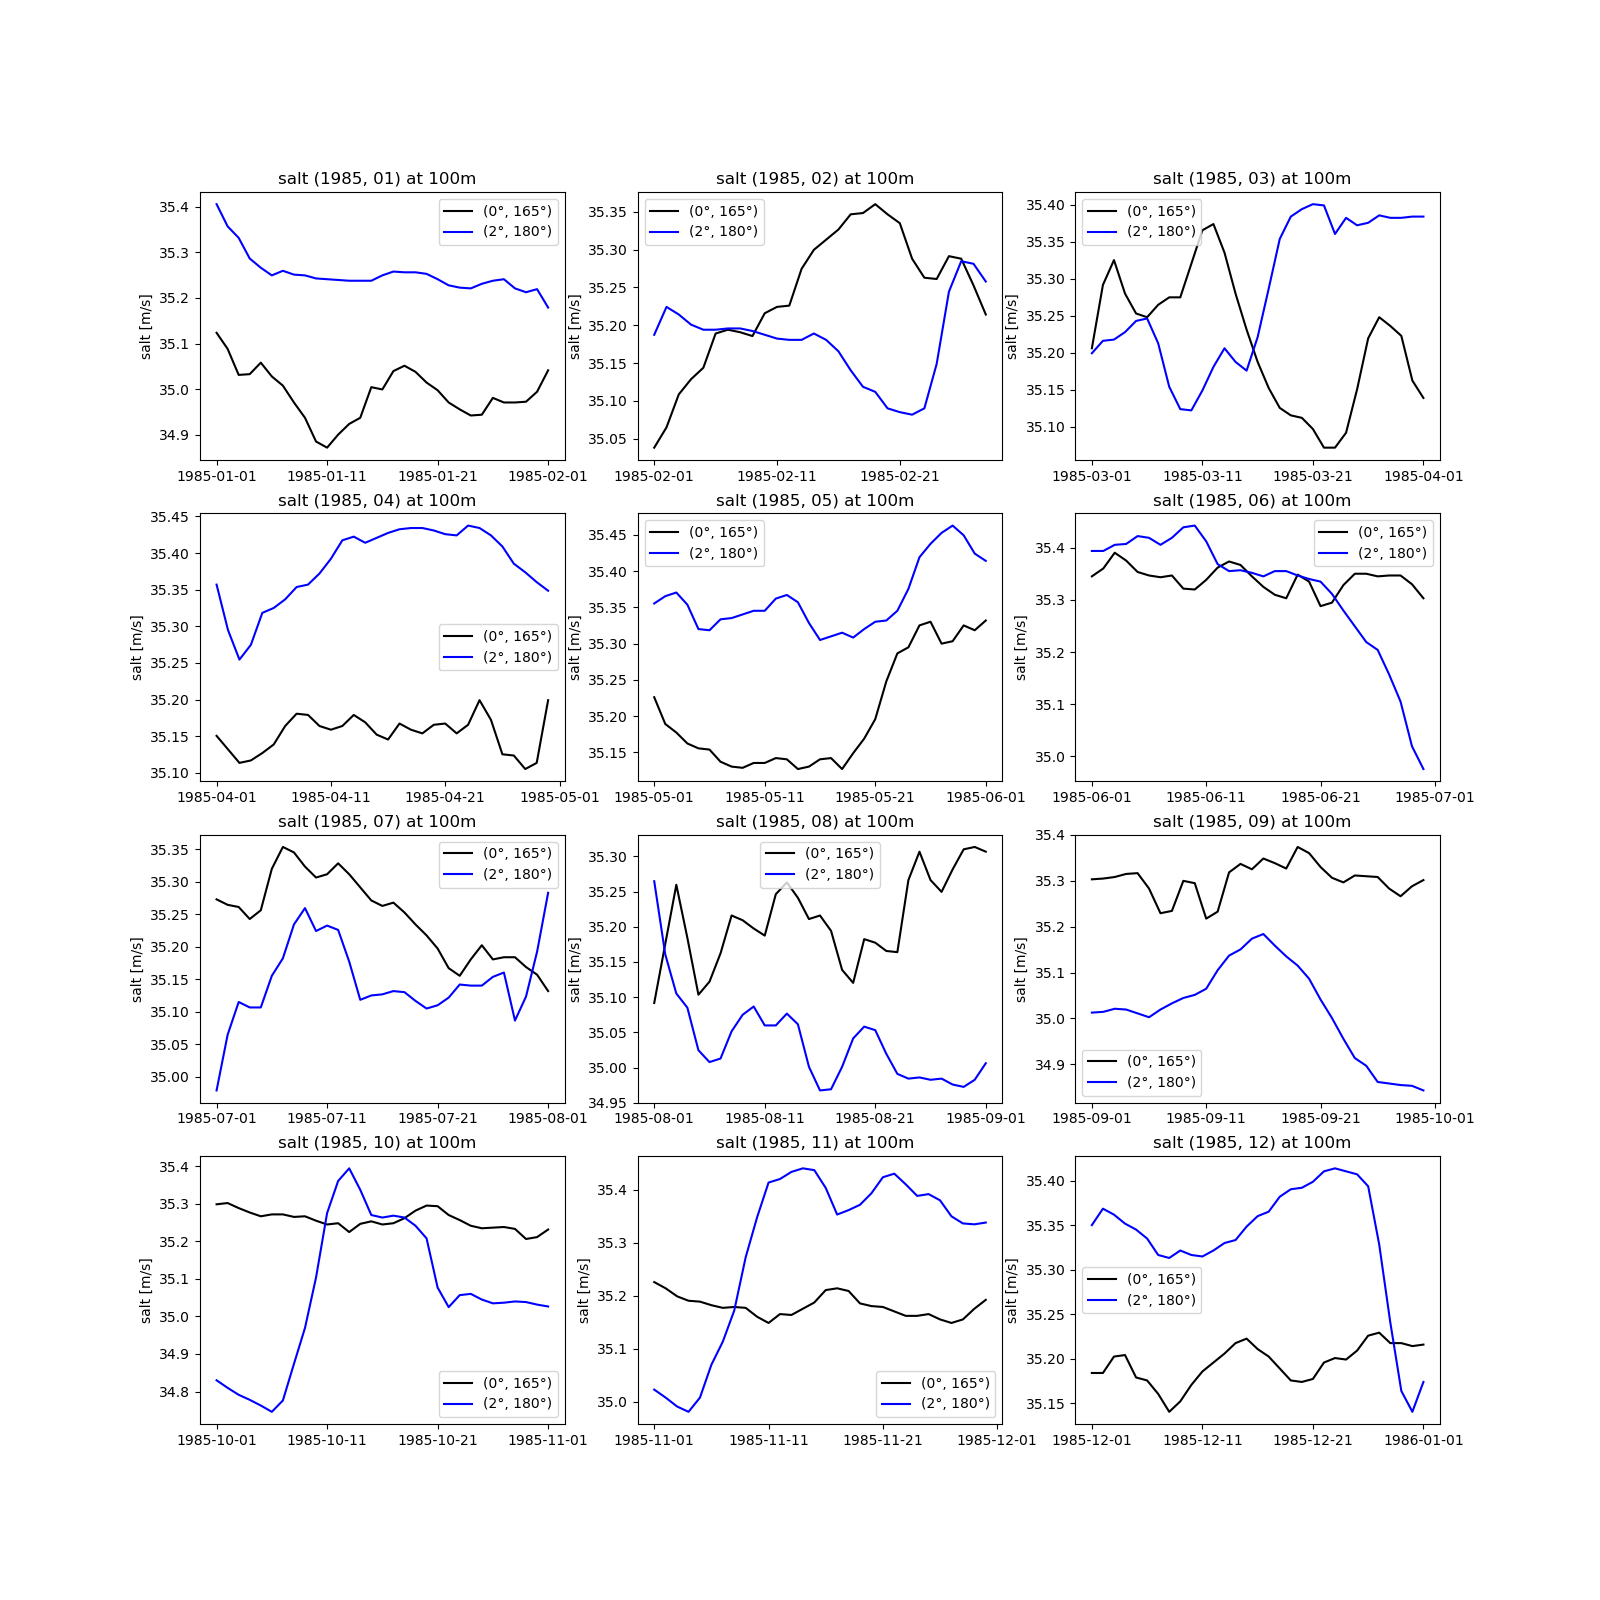 salt (1985, 01) at 100m
salt [m/s]
35.4
35.3
35.2
35.1
35.0
34.9
(0°, 165°)
(2°, 180°)
1985-01-01 1985-01-11 1985-01-21 1985-02-01
salt (1985, 02) at 100m
salt [m/s]
35.35
35.30
35.25
35.20
35.15
35.10
35.05
(0°, 165°)
(2°, 180°)
1985-02-01 1985-02-11 1985-02-21
salt (1985, 03) at 100m
salt [m/s]
35.40
35.35
35.30
35.25
35.20
35.15
35.10
(0°, 165°)
(2°, 180°)
1985-03-01 1985-03-11 1985-03-21 1985-04-01
salt (1985, 04) at 100m
salt [m/s]
35.45
35.40
35.35
35.30
35.25
35.20
35.15
35.10
(0°, 165°)
(2°, 180°)
1985-04-01 1985-04-11 1985-04-21 1985-05-01
salt (1985, 05) at 100m
salt [m/s]
35.45
35.40
35.35
35.30
35.25
35.20
35.15
(0°, 165°)
(2°, 180°)
1985-05-01 1985-05-11 1985-05-21 1985-06-01
salt (1985, 06) at 100m
salt [m/s]
35.4
35.3
35.2
35.1
35.0
(0°, 165°)
(2°, 180°)
1985-06-01 1985-06-11 1985-06-21 1985-07-01
salt (1985, 07) at 100m
salt [m/s]
35.35
35.30
35.25
35.20
35.15
35.10
35.05
35.00
(0°, 165°)
(2°, 180°)
1985-07-01 1985-07-11 1985-07-21 1985-08-01
salt (1985, 08) at 100m
salt [m/s]
35.30
35.25
35.20
35.15
35.10
35.05
35.00
34.95
(0°, 165°)
(2°, 180°)
1985-08-01 1985-08-11 1985-08-21 1985-09-01
salt (1985, 09) at 100m
salt [m/s]
35.4
35.3
35.2
35.1
35.0
34.9
(0°, 165°)
(2°, 180°)
1985-09-01 1985-09-11 1985-09-21 1985-10-01
salt (1985, 10) at 100m
salt [m/s]
35.4
35.3
35.2
35.1
35.0
34.9
34.8
(0°, 165°)
(2°, 180°)
1985-10-01 1985-10-11 1985-10-21 1985-11-01
salt (1985, 11) at 100m
salt [m/s]
35.4
35.3
35.2
35.1
35.0
(0°, 165°)
(2°, 180°)
1985-11-01 1985-11-11 1985-11-21 1985-12-01
salt (1985, 12) at 100m
salt [m/s]
35.40
35.35
35.30
35.25
35.20
35.15
(0°, 165°)
(2°, 180°)
1985-12-01 1985-12-11 1985-12-21 1986-01-01